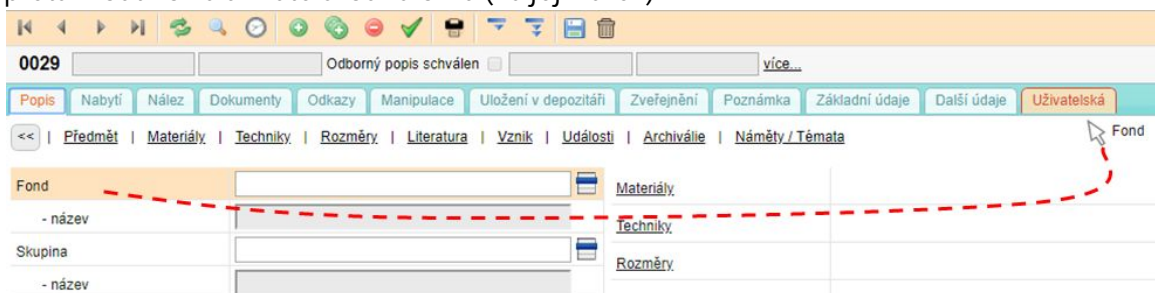 0029 Odborný popis schválen více...
Popis Nabytí Nález Dokumenty Odkazy Manipulace Uložení v depozitáři Zveřejnění Poznámka Základní údaje Další údaje Uživatelská
<< | Předmět | Materiály | Techniky | Rozměry | Literatura | Vznik | Události | Archiválie | Náměty / Témata Fond
Fond Materiály
- název Techniky
Skupina Rozměry
- název